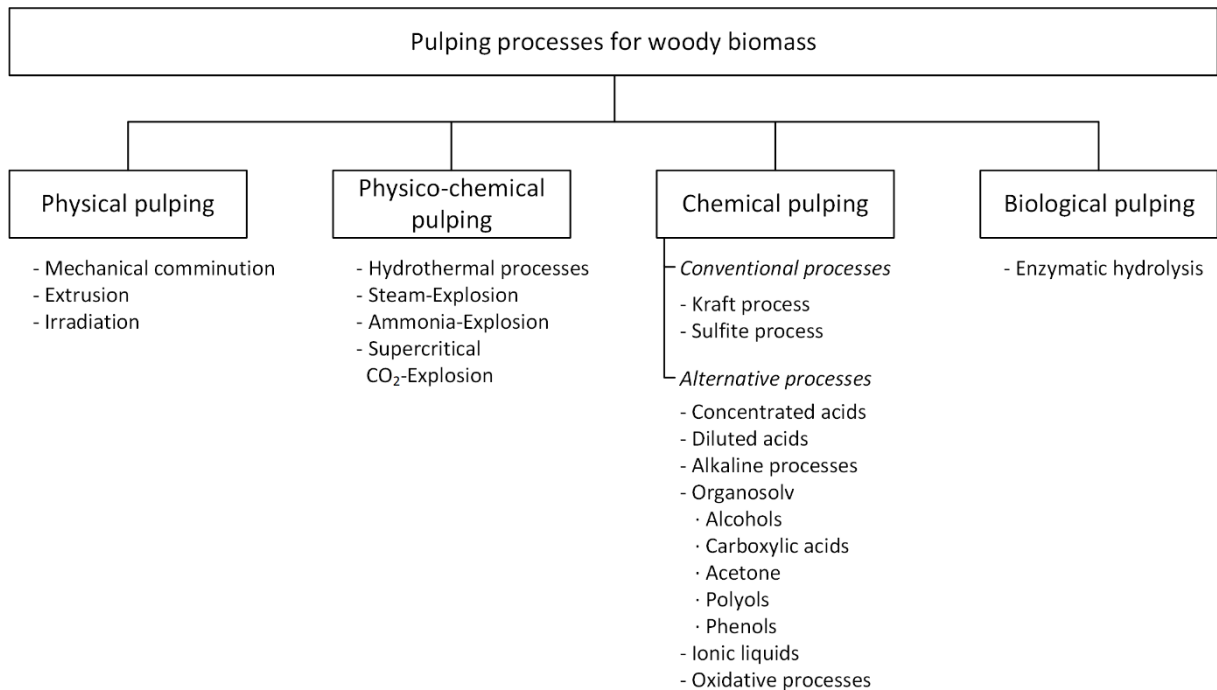 Pulping processes for woody biomass
Physical pulping
- Mechanical comminution
- Extrusion
- Irradiation
Physico-chemical
pulping
- Hydrothermal processes
- Steam-Explosion
- Ammonia-Explosion
- Supercritical
CO₂-Explosion
Chemical pulping
Conventional processes
- Kraft process
- Sulfite process
Alternative processes
- Concentrated acids
- Diluted acids
- Alkaline processes
- Organosolv
· Alcohols
· Carboxylic acids
· Acetone
· Polyols
· Phenols
- Ionic liquids
- Oxidative processes
Biological pulping
- Enzymatic hydrolysis